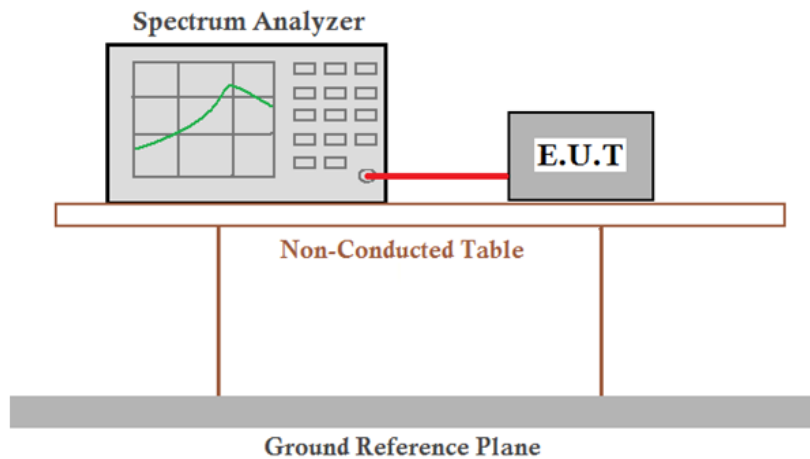 Spectrum Analyzer
E.U.T
Non-Conducted Table
Ground Reference Plane